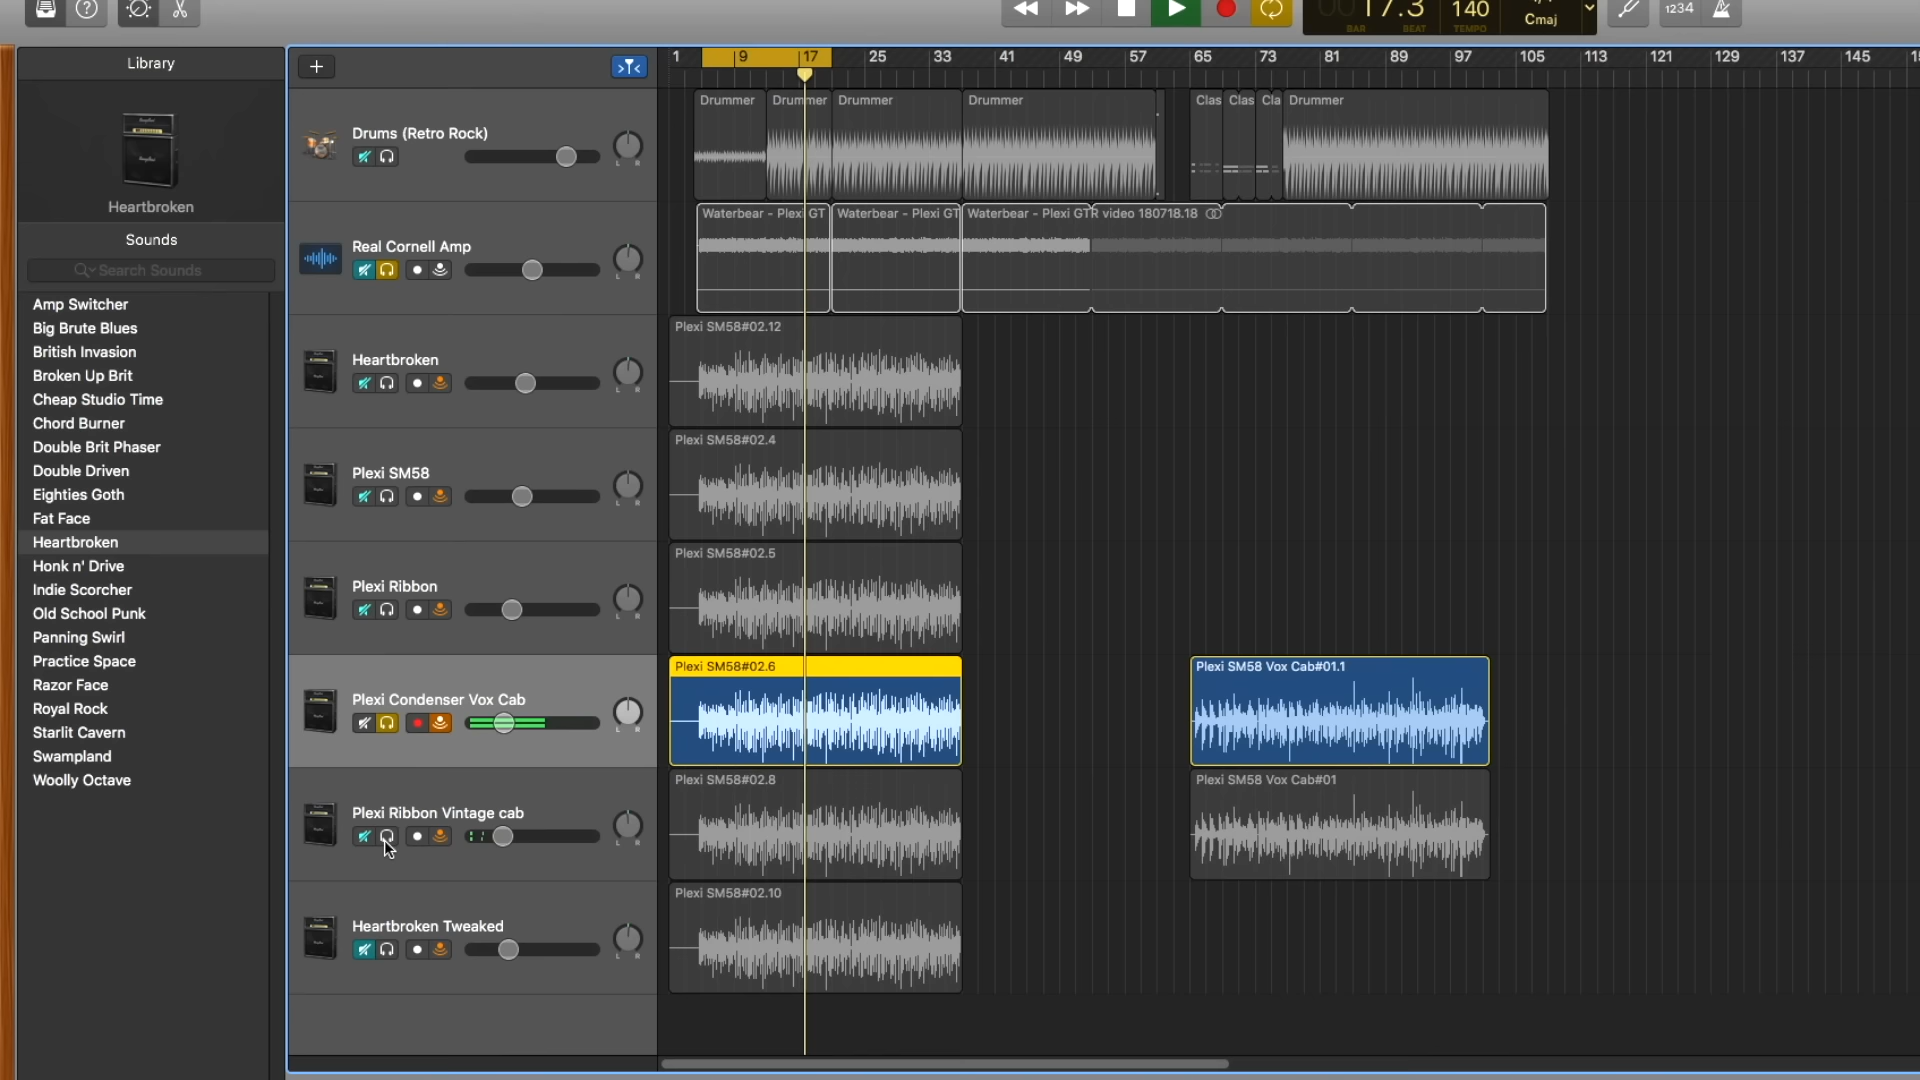 17.3
140
Cmaj
1234
BAR
BEAT
TEMPO
Library
Heartbroken
Sounds
Search Sounds
Amp Switcher
Big Brute Blues
British Invasion
Broken Up Brit
Cheap Studio Time
Chord Burner
Double Brit Phaser
Double Driven
Eighties Goth
Fat Face
Heartbroken
Honk n' Drive
Indie Scorcher
Old School Punk
Panning Swirl
Practice Space
Razor Face
Royal Rock
Starlit Cavern
Swampland
Woolly Octave
1 9 17 25 33 41 49 57 65 73 81 89 97 105 113 121 129 137 145
Drums (Retro Rock)
L R
Drummer Drummer Drummer Drummer Clas Clas Cla Drummer
Real Cornell Amp
L R
Waterbear - Plexi GT Waterbear - Plexi GT Waterbear - Plexi GTR video 180718.18
Heartbroken
L R
Plexi SM58#02.12
Plexi SM58
L R
Plexi SM58#02.4
Plexi Ribbon
L R
Plexi SM58#02.5
Plexi Condenser Vox Cab
L R
Plexi SM58#02.6 Plexi SM58 Vox Cab#01.1
Plexi Ribbon Vintage cab
L R
Plexi SM58#02.8 Plexi SM58 Vox Cab#01
Heartbroken Tweaked
L R
Plexi SM58#02.10